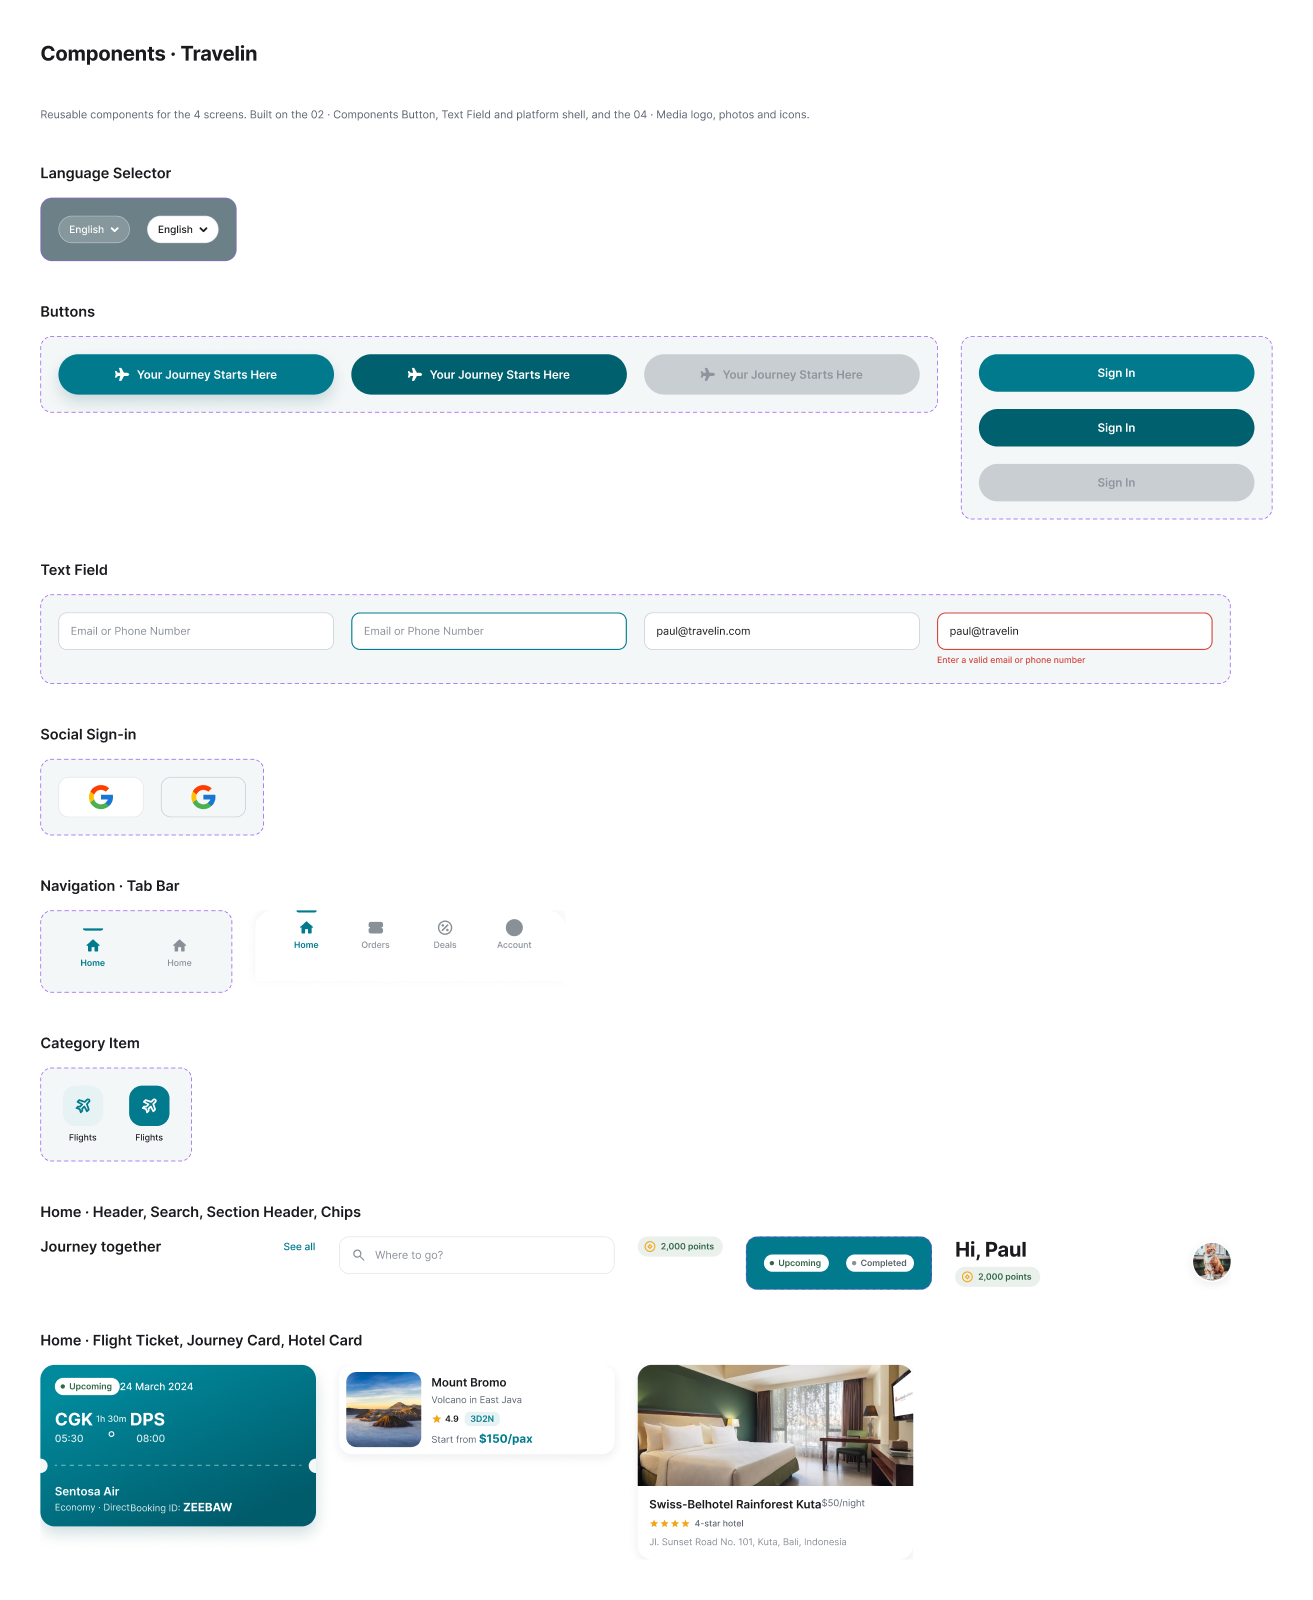 Components · Travelin
Reusable components for the 4 screens. Built on the 02 · Components Button, Text Field and platform shell, and the 04 · Media logo, photos and icons.
Language Selector
English
English
Buttons
Your Journey Starts Here
Your Journey Starts Here
Your Journey Starts Here
Sign In
Sign In
Sign In
Text Field
Email or Phone Number
Email or Phone Number
paul@travelin.com
paul@travelin
Enter a valid email or phone number
Social Sign-in
Navigation · Tab Bar
Home
Home
Home
Orders
Deals
Account
Category Item
Flights
Flights
Home · Header, Search, Section Header, Chips
Journey together
See all
Where to go?
2,000 points
Upcoming
Completed
Hi, Paul
2,000 points
Home · Flight Ticket, Journey Card, Hotel Card
Upcoming
24 March 2024
CGK 1h 30m DPS
05:30
08:00
Sentosa Air
Economy · DirectBooking ID: ZEEBAW
Mount Bromo
Volcano in East Java
4.9
3D2N
Start from $150/pax
Swiss-Belhotel Rainforest Kuta$50/night
4-star hotel
Jl. Sunset Road No. 101, Kuta, Bali, Indonesia